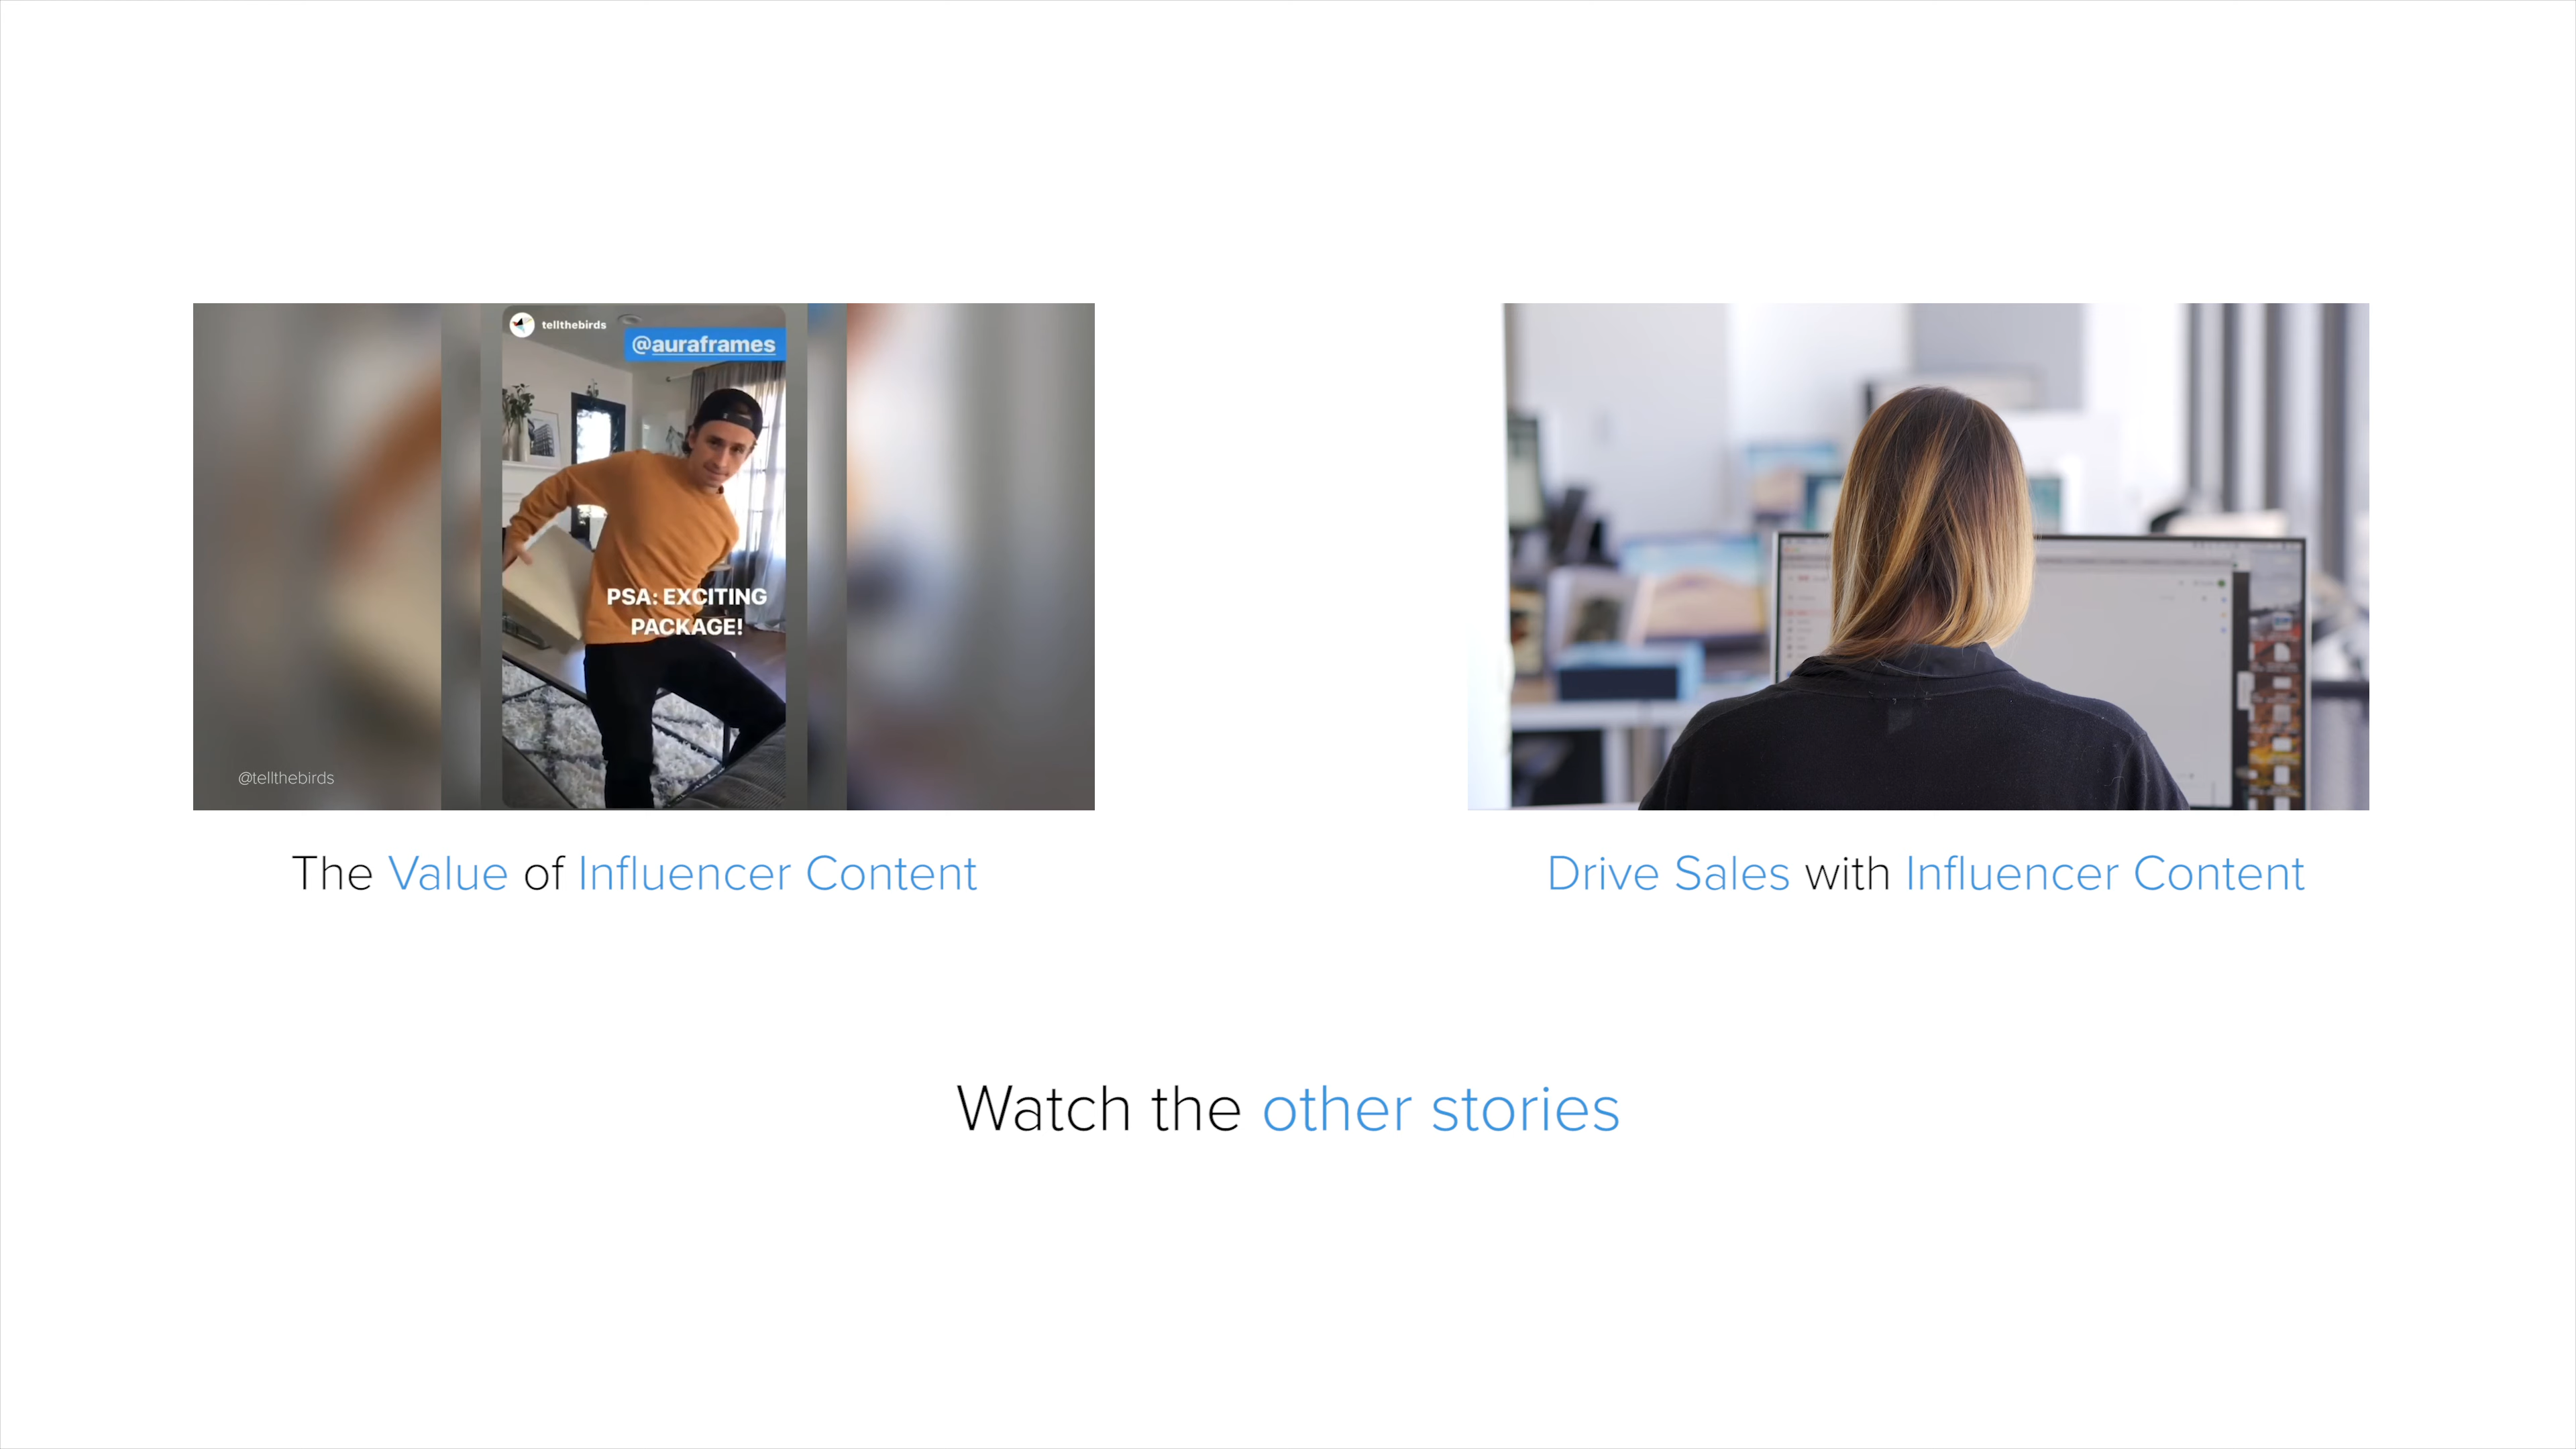 tellthebirds
@auraframes
PSA: EXCITING
PACKAGE!
@tellthebirds
The Value of Influencer Content
Drive Sales with Influencer Content
Watch the other stories